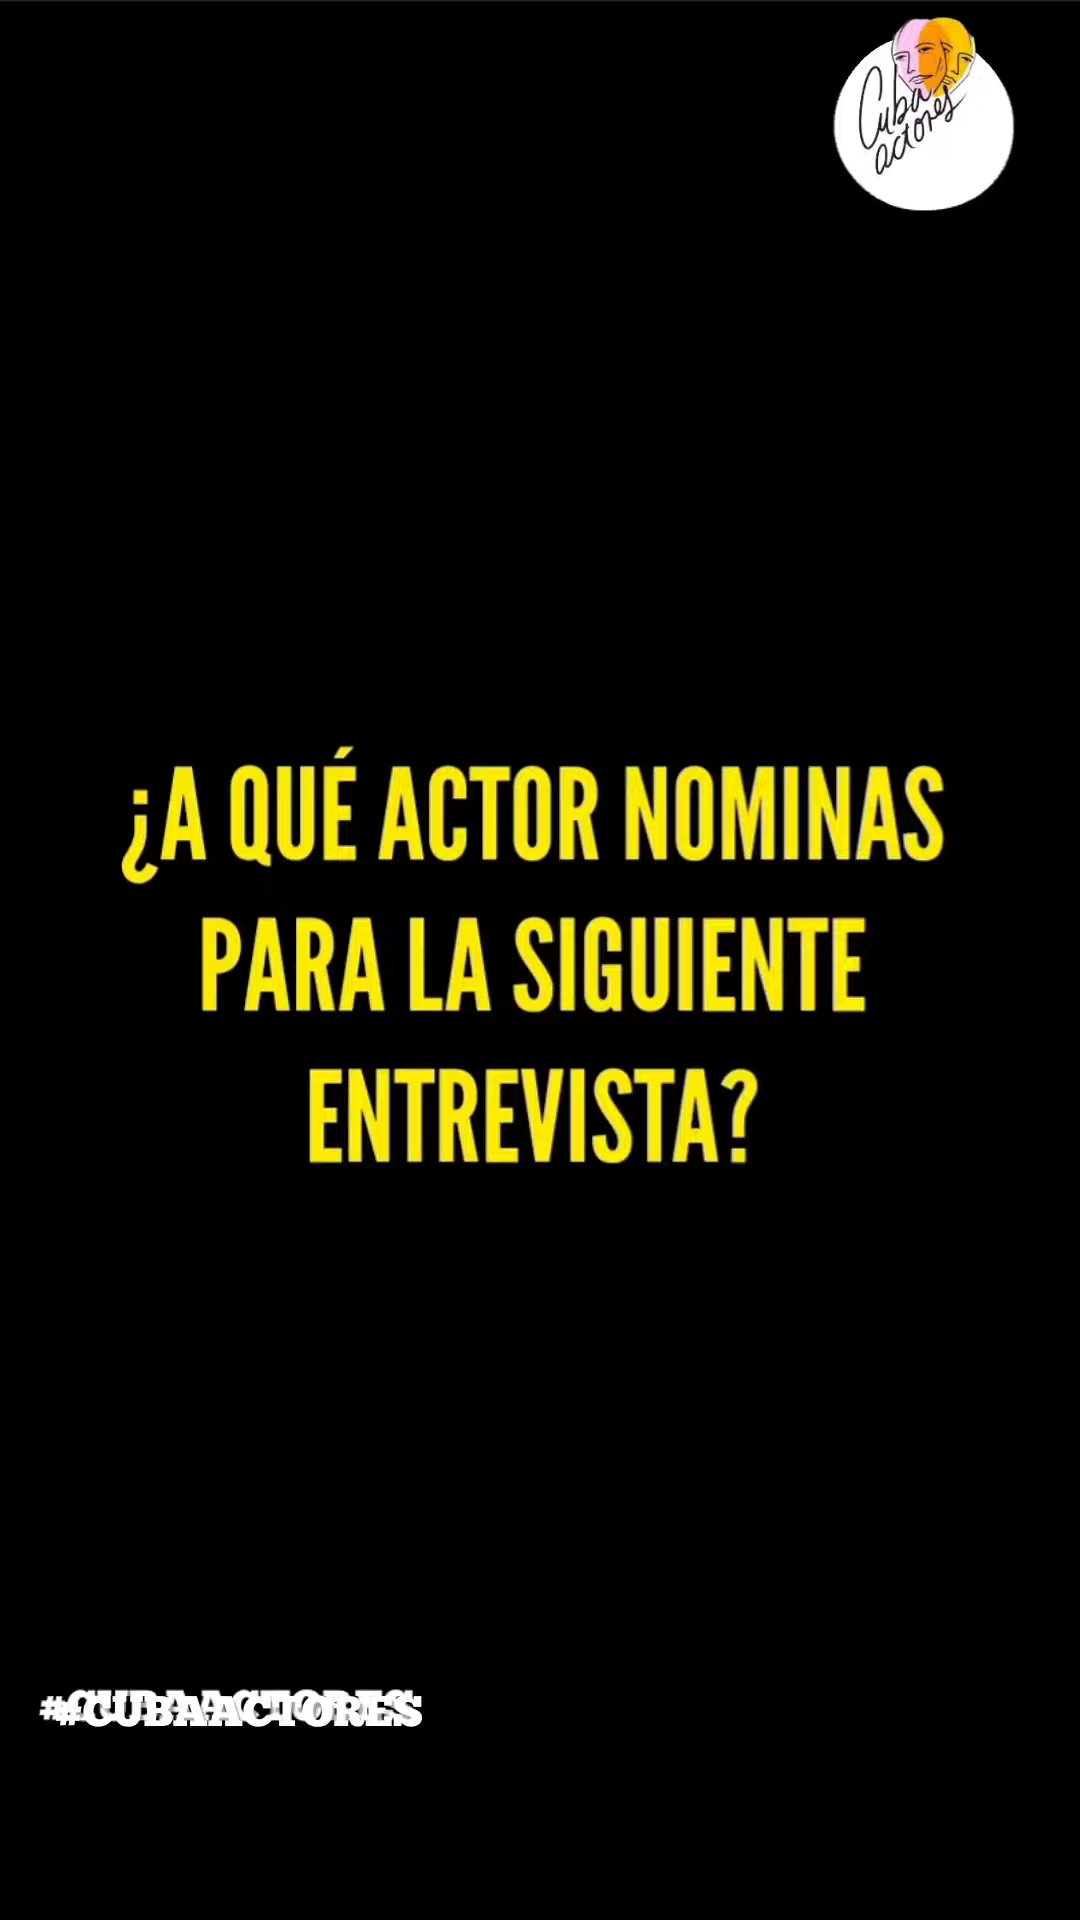 Cuba
actores
¿A QUÉ ACTOR NOMINAS
PARA LA SIGUIENTE
ENTREVISTA?
#CUBAACTORES